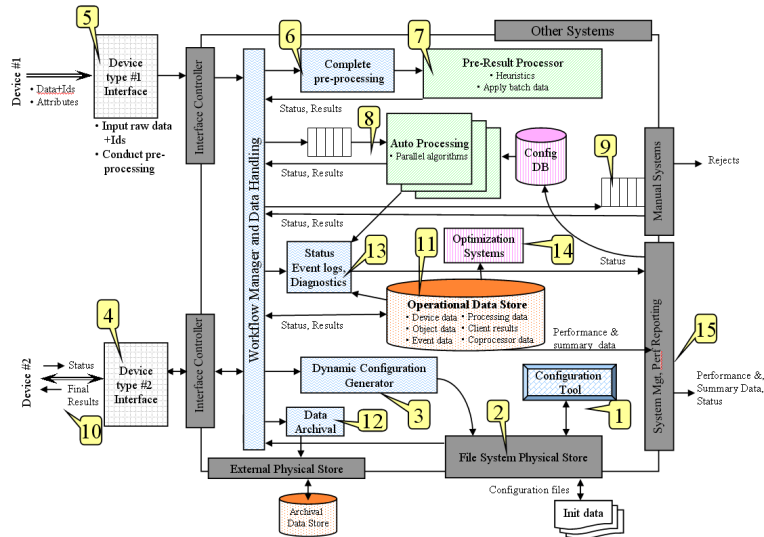 Other Systems
5
Device #1
Data+Ids
• Attributes
Device
type #1
Interface
• Input raw data
+Ids
• Conduct pre-
processing
Interface Controller
6
Complete
pre-processing
7
Pre-Result Processor
• Heuristics
• Apply batch data
Status, Results
8
Auto Processing
• Parallel algorithms
Status, Results
Config
DB
9
Manual Systems
Rejects
Status, Results
Workflow Manager and Data Handling
Status
Event logs,
Diagnostics
13
11
Optimization
Systems
14
Status
Operational Data Store
• Device data
• Processing data
• Object data
• Client results
• Event data
• Coprocessor data
Status, Results
Performance &
summary data
System Mgt, Perf Reporting
15
Performance &,
Summary Data,
Status
4
Device #2
Status
Final
Results
10
Device
type #2
Interface
Interface Controller
Dynamic Configuration
Generator
3
Configuration
Tool
1
Data
Archival
12
2
File System Physical Store
External Physical Store
Configuration files
Archival
Data Store
Init data